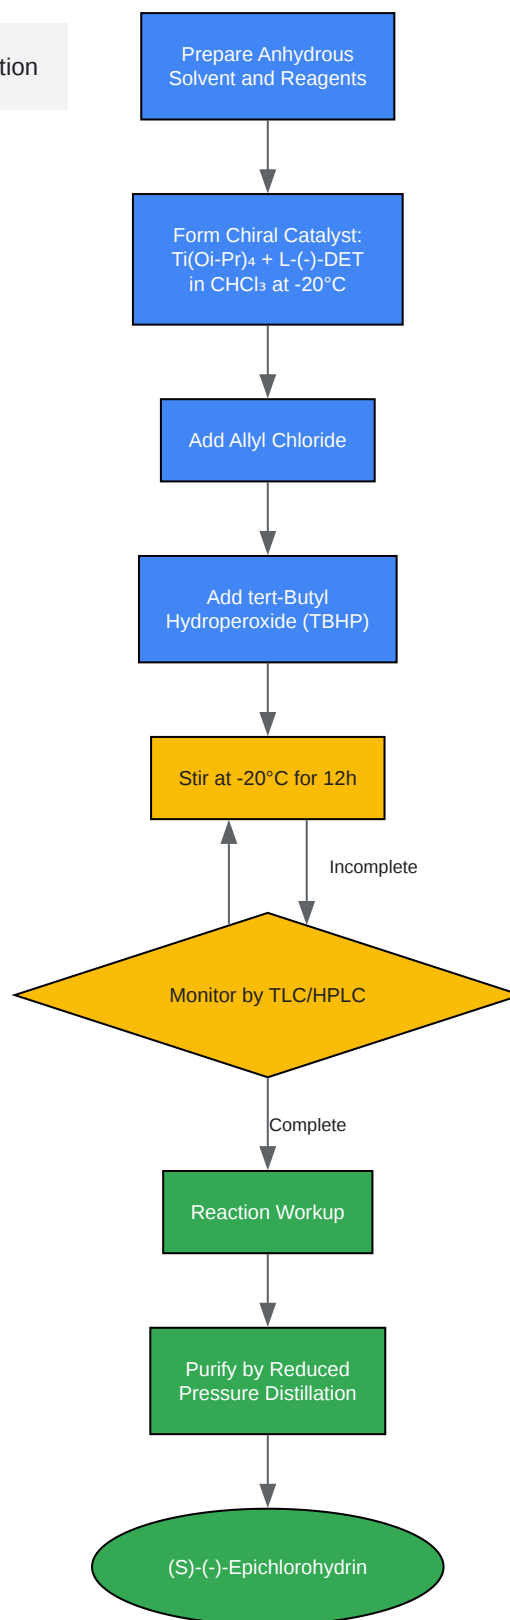 tion
Prepare Anhydrous
Solvent and Reagents
Form Chiral Catalyst:
Ti(Oi-Pr)₄ + L-(-)-DET
in CHCl₃ at -20°C
Add Allyl Chloride
Add tert-Butyl
Hydroperoxide (TBHP)
Stir at -20°C for 12h
Incomplete
Monitor by TLC/HPLC
Complete
Reaction Workup
Purify by Reduced
Pressure Distillation
(S)-(-)-Epichlorohydrin